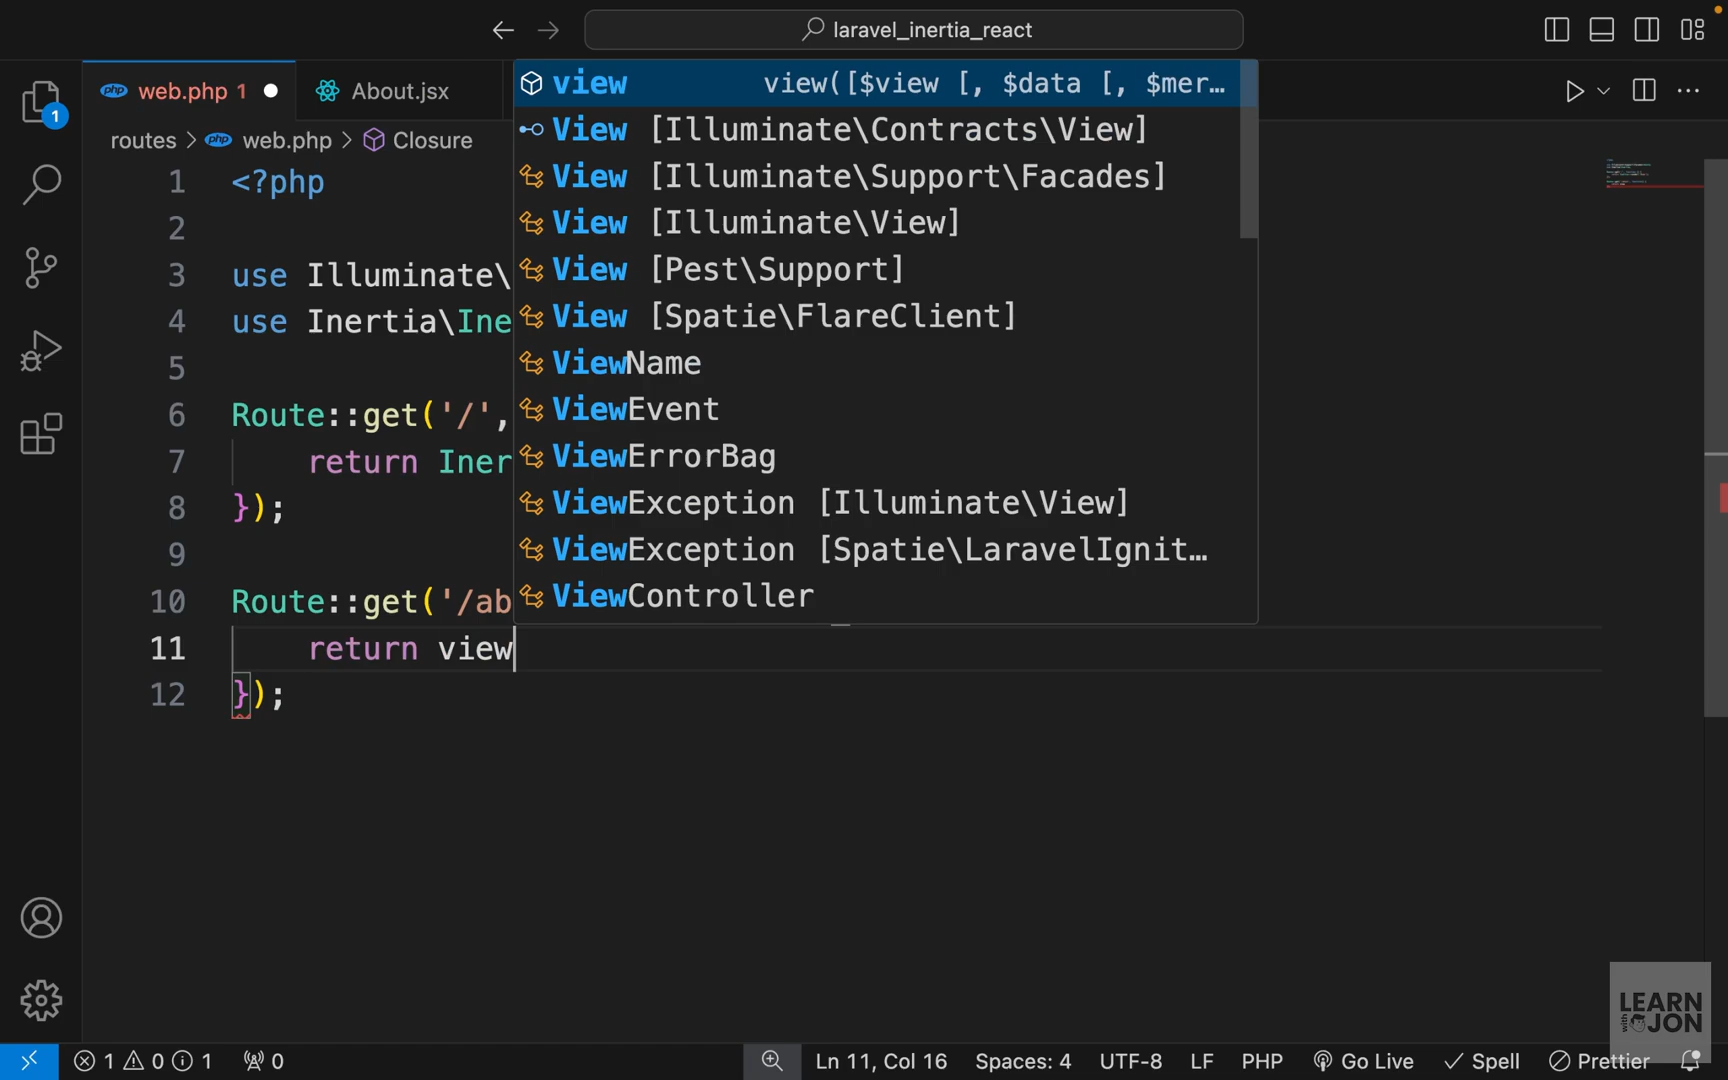 laravel_inertia_react
php web.php 1
About.jsx
routes > php web.php > Closure
1 <?php
2
3 use Illuminate\
4 use Inertia\Ine
5
6 Route::get('/',
7 return Iner
8 });
9
10 Route::get('/ab
11 return view
12 });
view view([$view [, $data [, $mer…
View [Illuminate\Contracts\View]
View [Illuminate\Support\Facades]
View [Illuminate\View]
View [Pest\Support]
View [Spatie\FlareClient]
ViewName
ViewEvent
ViewErrorBag
ViewException [Illuminate\View]
ViewException [Spatie\LaravelIgnit…
ViewController
1
LEARN
with JON
1 0 1 0 Ln 11, Col 16 Spaces: 4 UTF-8 LF PHP Go Live Spell Prettier